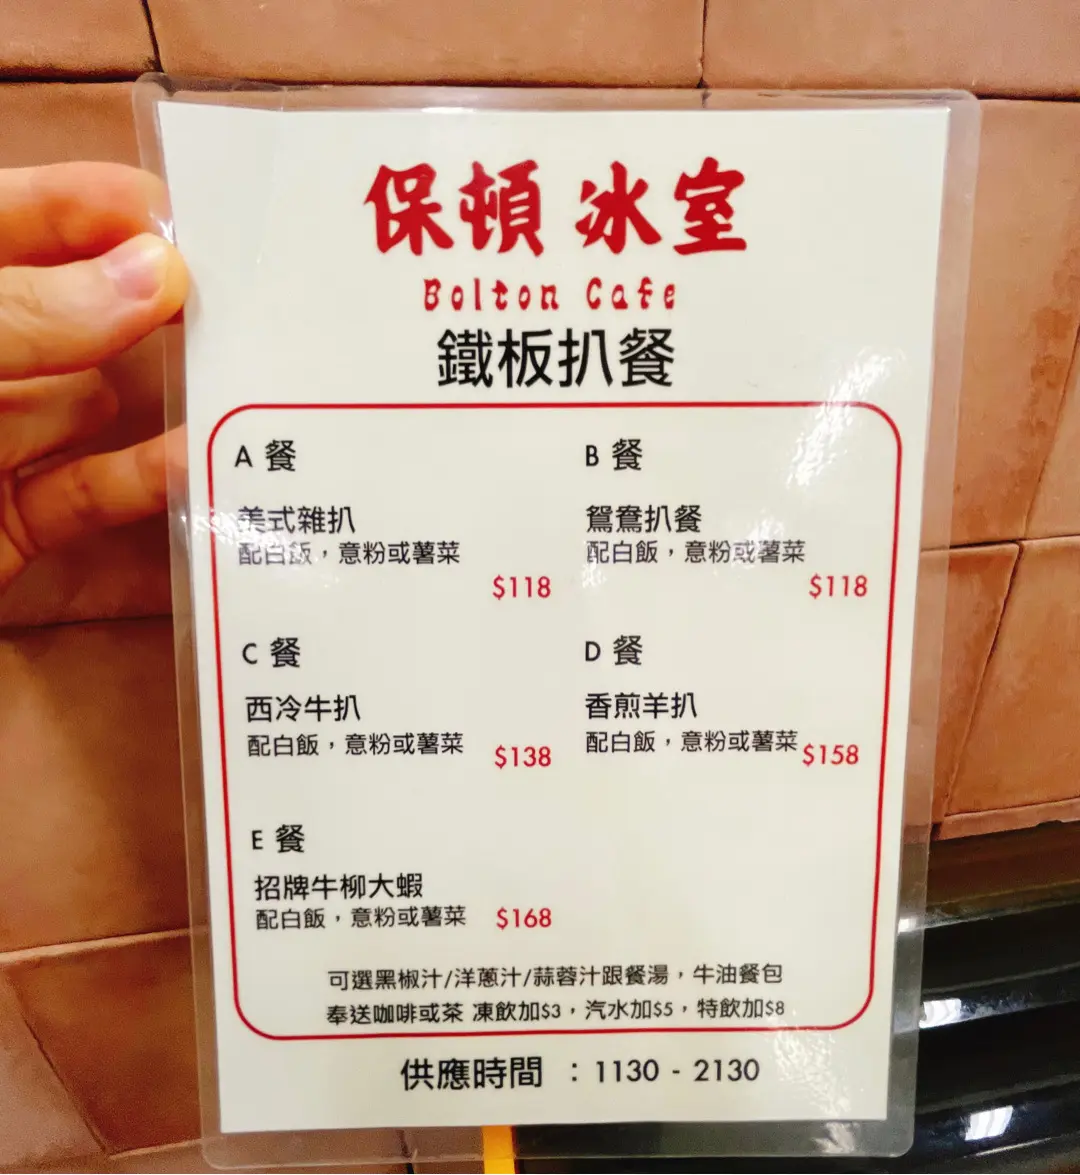 保頓冰室
Bolton Cafe
鐵板扒餐
A 餐
美式雜扒
配白飯，意粉或薯菜
$118
B 餐
鴛鴦扒餐
配白飯，意粉或薯菜
$118
C 餐
西冷牛扒
配白飯，意粉或薯菜
$138
D 餐
香煎羊扒
配白飯，意粉或薯菜
$158
E 餐
招牌牛柳大蝦
配白飯，意粉或薯菜 $168
可選黑椒汁/洋蔥汁/蒜蓉汁跟餐湯，牛油餐包
奉送咖啡或茶 凍飲加$3，汽水加$5，特飲加$8
供應時間 ：1130 - 2130